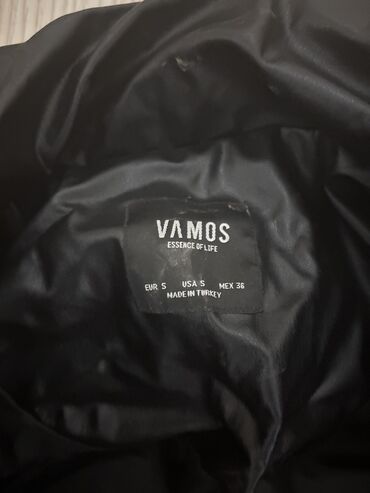 VAMOS
ESSENCE OF LIFE
EUR S USA S MEX 36
MADE IN TURKEY